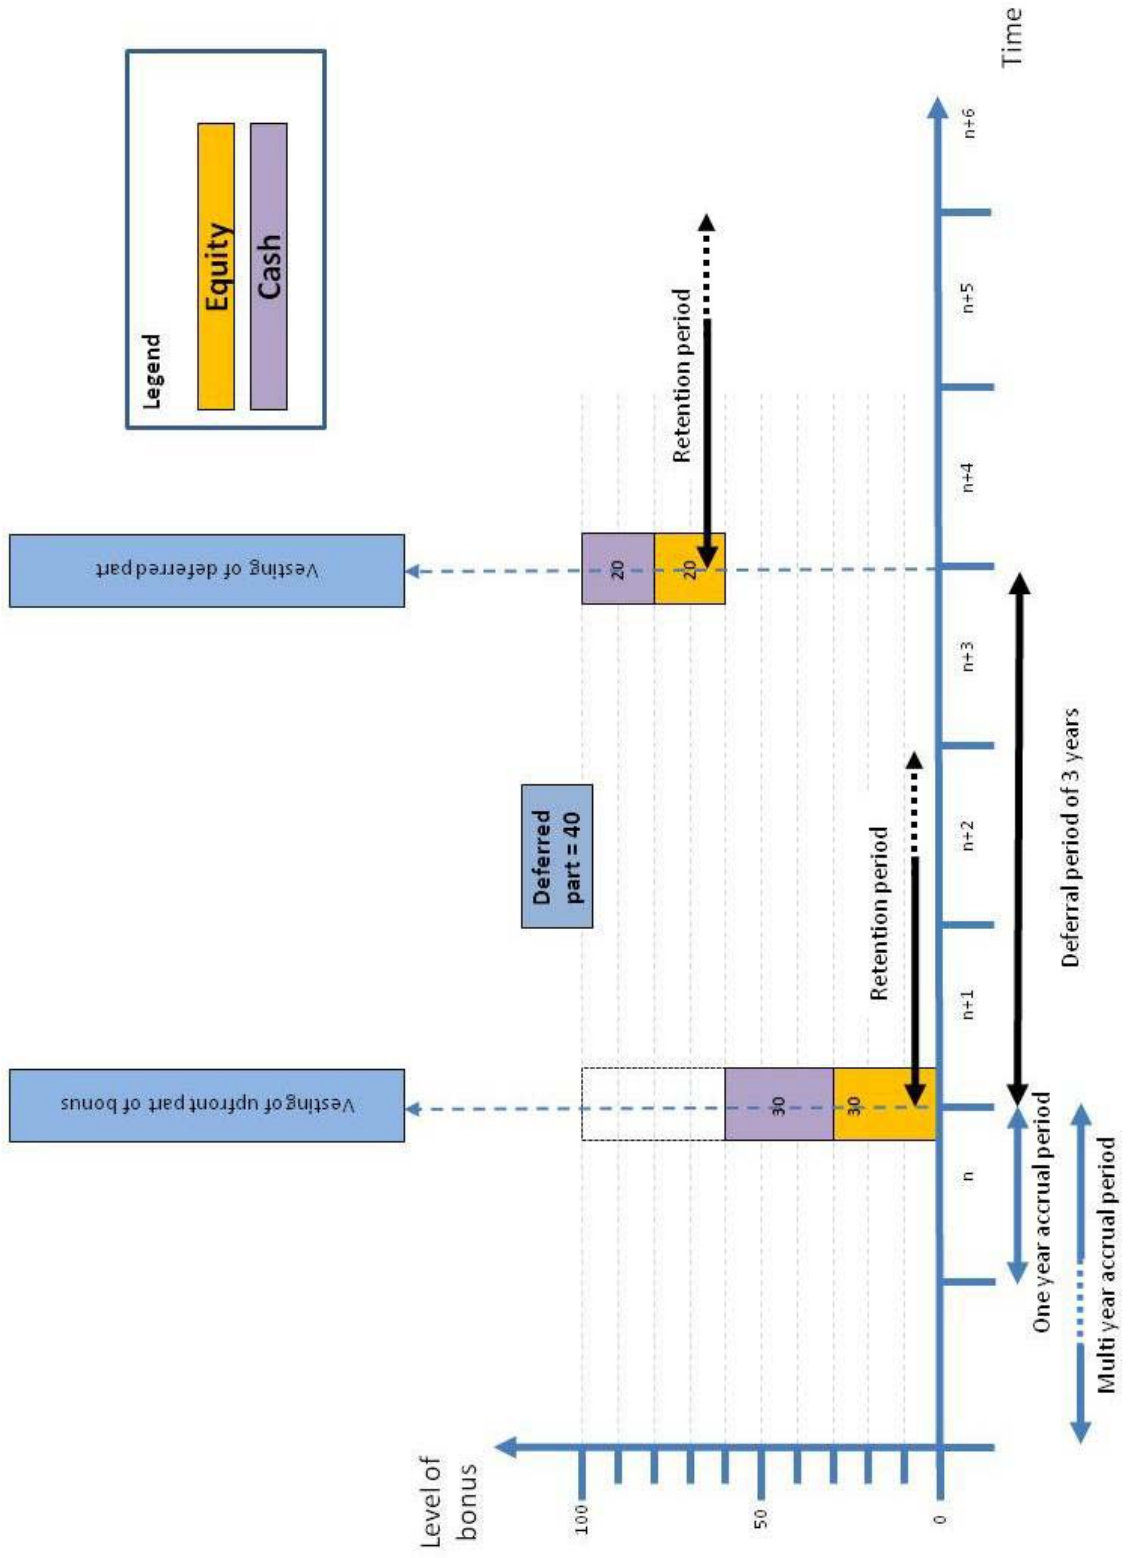 Vesting of upfront part of bonus
Vesting of deferred part
Legend
Equity
Cash
Level of
bonus
Deferred
part = 40
100
50
0
30
30
20
20
Retention period
Retention period
n
n+1
n+2
n+3
n+4
n+5
n+6
Time
One year accrual period
Deferral period of 3 years
Multi year accrual period